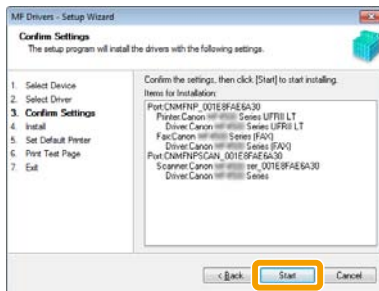 MF Drivers - Setup Wizard
Confirm Settings
The setup program will install the drivers with the following settings.
1. Select Device
2. Select Driver
3. Confirm Settings
4. Install
5. Set Default Printer
6. Print Test Page
7. Exit
Confirm the settings, then click [Start] to start installing.
Items for Installation:
Port:CNMFNP_001E8FAE6A30
Printer:Canon Series UFRII LT
Driver:Canon Series UFRII LT
Fax:Canon Series (FAX)
Driver:Canon Series (FAX)
Port:CNMFNPSCAN_001E8FAE6A30
Scanner:Canon ser_001E8FAE6A30
Driver:Canon Series
< Back
Start
Cancel